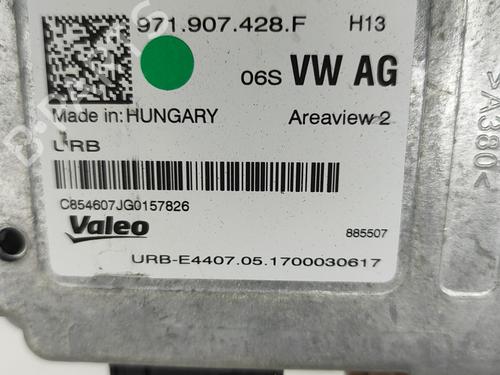 971.907.428.F H13
06S VW AG
Made in: HUNGARY Areaview 2
URB
C854607JG0157826
Valeo 885507
URB-E4407.05.1700030617
>A380<